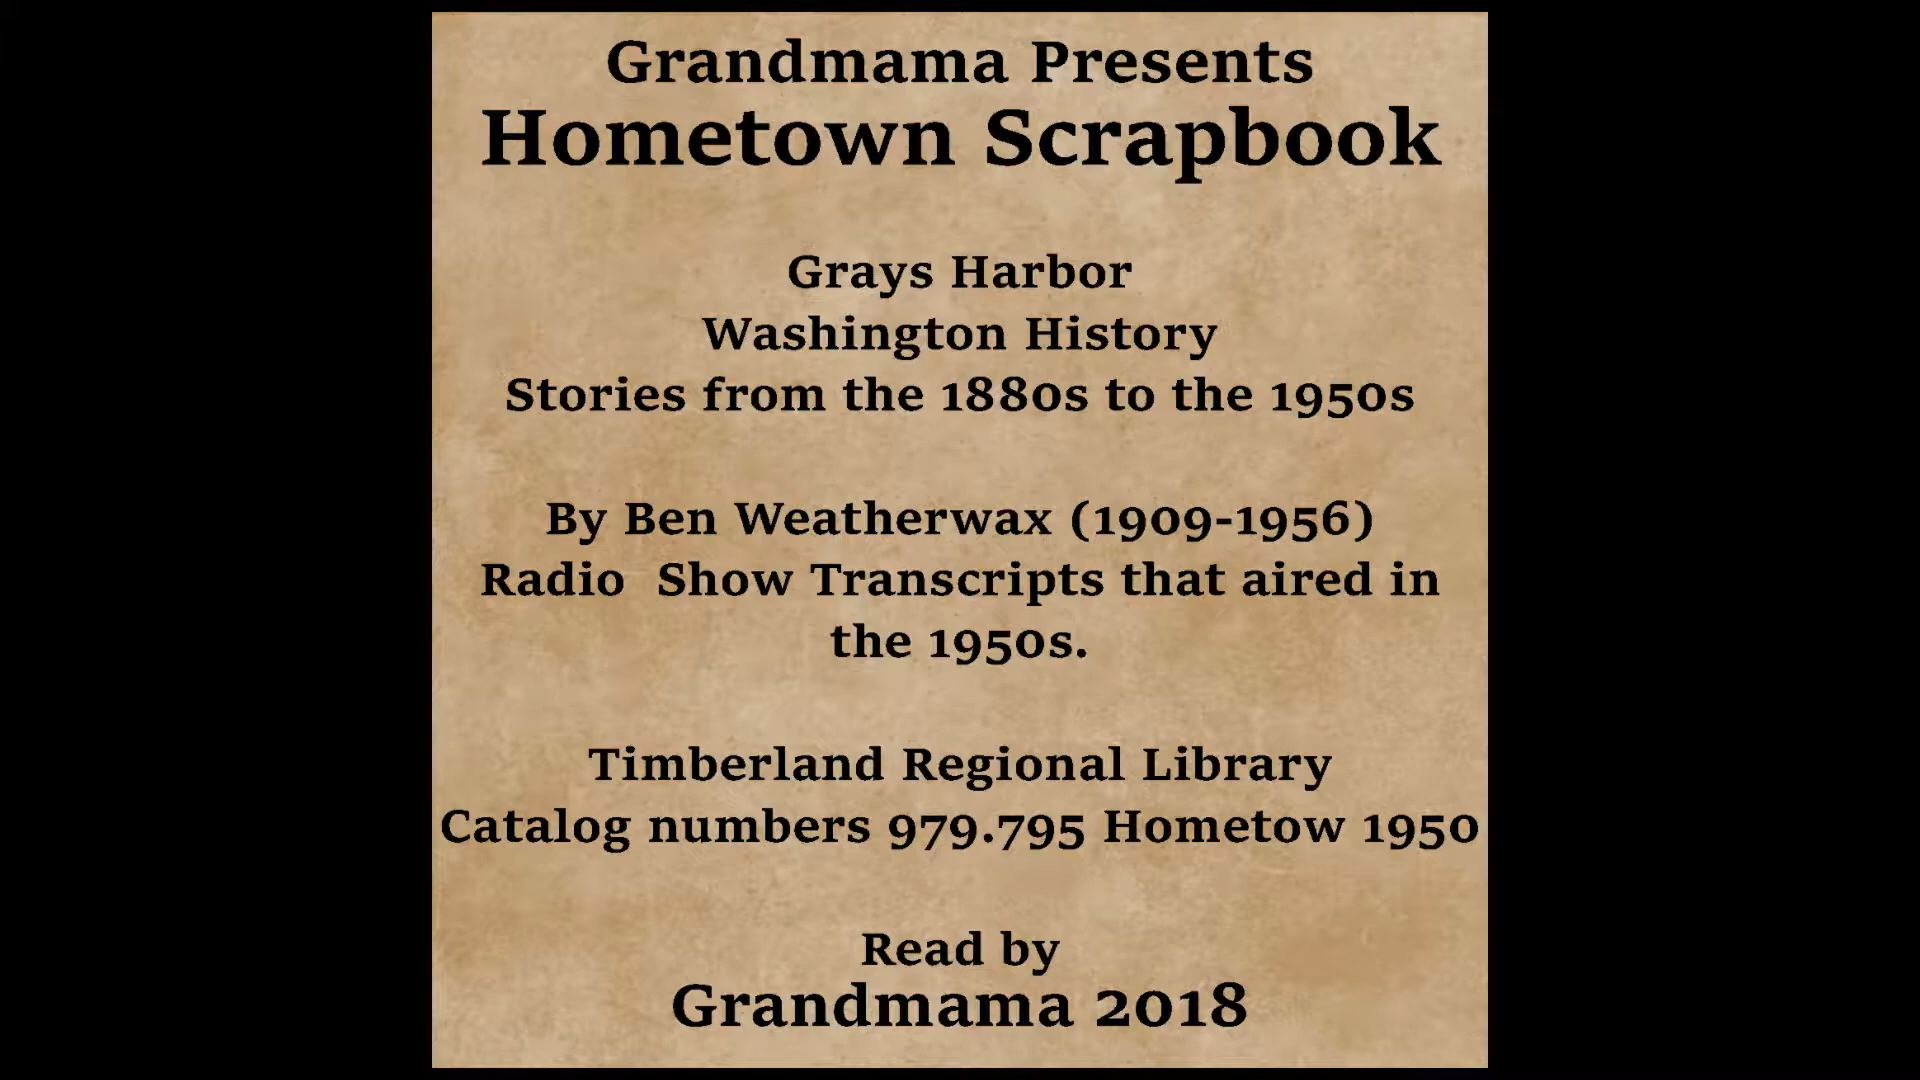 Grandmama Presents
Hometown Scrapbook
Grays Harbor
Washington History
Stories from the 1880s to the 1950s
By Ben Weatherwax (1909-1956)
Radio  Show Transcripts that aired in
the 1950s.
Timberland Regional Library
Catalog numbers 979.795 Hometow 1950
Read by
Grandmama 2018